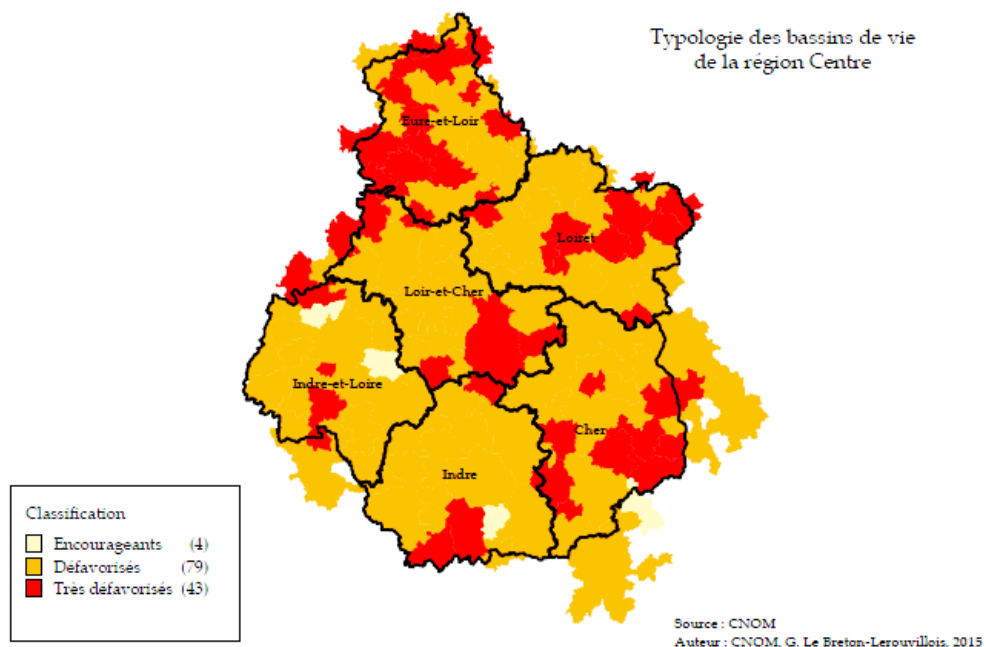 Typologie des bassins de vie
de la région Centre
Eure-et-Loir
Loiret
Loir-et-Cher
Indre-et-Loire
Cher
Indre
Classification
Encourageants (4)
Défavorisés (79)
Très défavorisés (43)
Source : CNOM
Auteur : CNOM, G. Le Breton-Lerouvillois, 2015